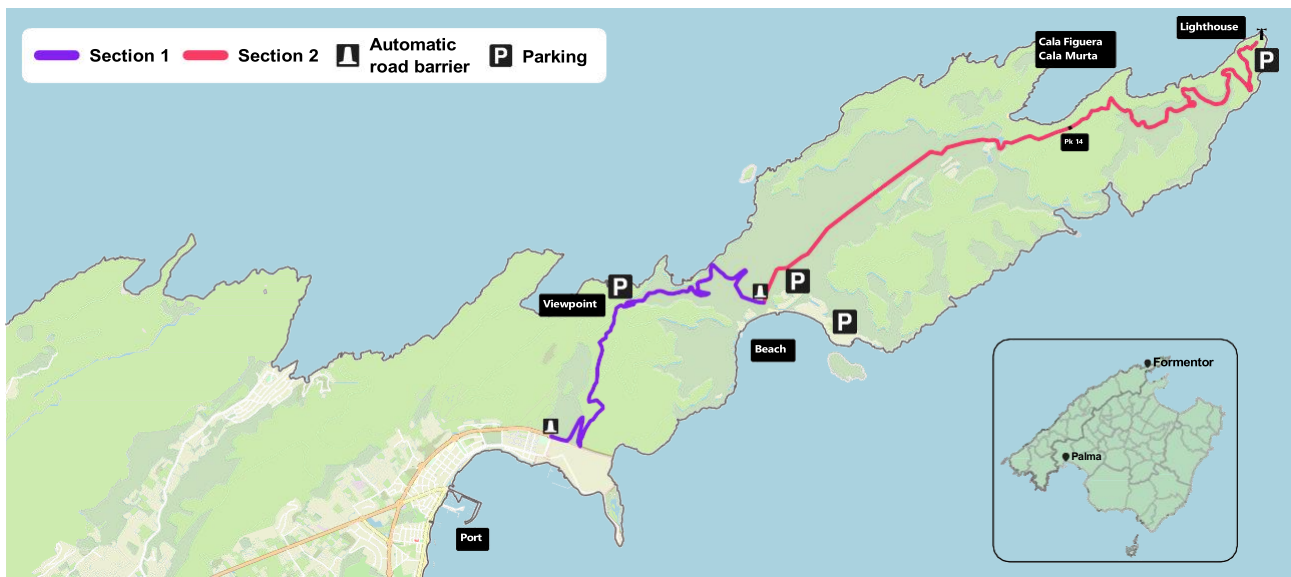 Section 1
Section 2
Automatic
road barrier
P Parking
Lighthouse
P
Cala Figuera
Cala Murta
Pk 14
P
Viewpoint
P
P
Beach
Port
Formentor
Palma